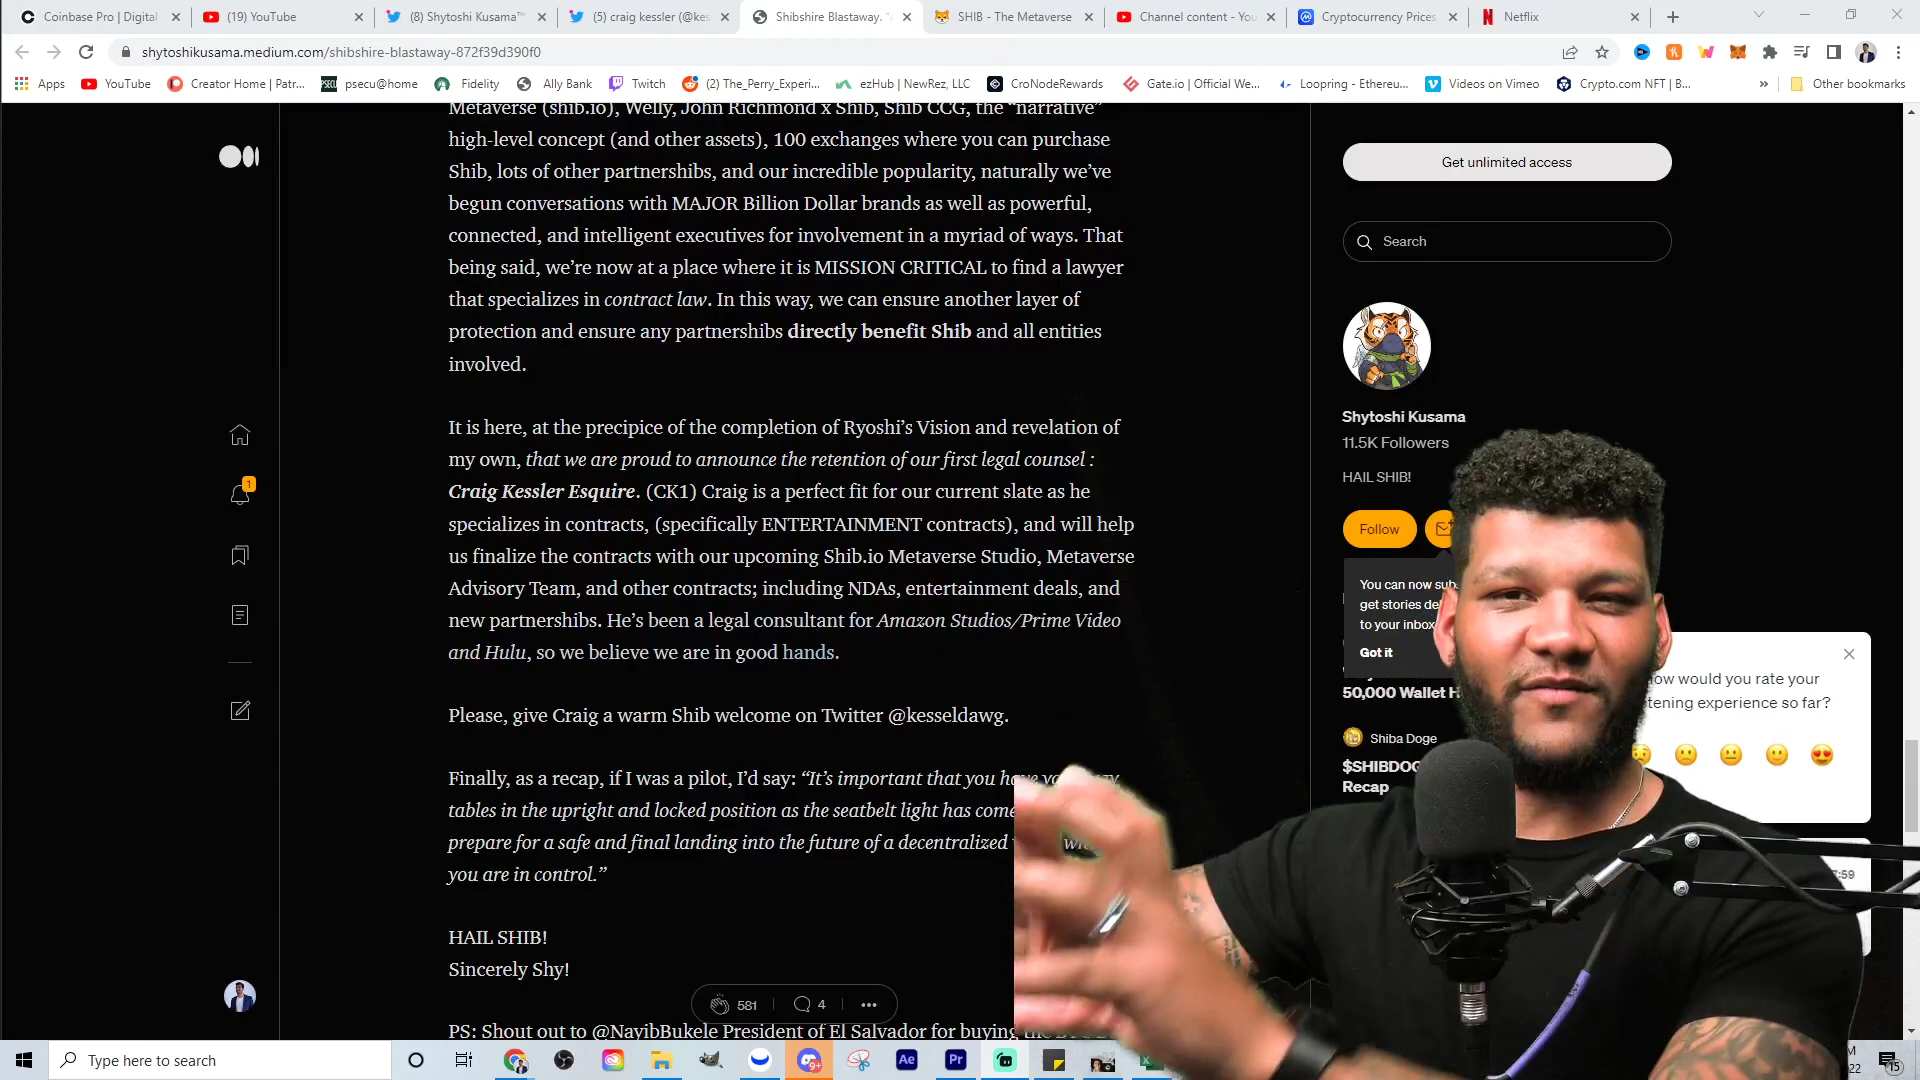 Coinbase Pro | Digital
(19) YouTube
(8) Shytoshi Kusama™
(5) craig kessler (@kes
Shibshire Blastaway. "
SHIB - The Metaverse
Channel content - You
Cryptocurrency Prices,
Netflix
shytoshikusama.medium.com/shibshire-blastaway-872f39d390f0
Apps
YouTube
Creator Home | Patr...
psecu@home
Fidelity
Ally Bank
Twitch
(2) The_Perry_Experi...
ezHub | NewRez, LLC
CroNodeRewards
Gate.io | Official We...
Loopring - Ethereu...
Videos on Vimeo
Crypto.com NFT | B...
Other bookmarks
Metaverse (shib.io), Welly, John Richmond x Shib, Shib CCG, the “narrative”
high-level concept (and other assets), 100 exchanges where you can purchase
Shib, lots of other partnershibs, and our incredible popularity, naturally we’ve
begun conversations with MAJOR Billion Dollar brands as well as powerful,
connected, and intelligent executives for involvement in a myriad of ways. That
being said, we’re now at a place where it is MISSION CRITICAL to find a lawyer
that specializes in contract law. In this way, we can ensure another layer of
protection and ensure any partnershibs directly benefit Shib and all entities
involved.
It is here, at the precipice of the completion of Ryoshi’s Vision and revelation of
my own, that we are proud to announce the retention of our first legal counsel :
Craig Kessler Esquire. (CK1) Craig is a perfect fit for our current slate as he
specializes in contracts, (specifically ENTERTAINMENT contracts), and will help
us finalize the contracts with our upcoming Shib.io Metaverse Studio, Metaverse
Advisory Team, and other contracts; including NDAs, entertainment deals, and
new partnerships. He’s been a legal consultant for Amazon Studios/Prime Video
and Hulu, so we believe we are in good hands.
Please, give Craig a warm Shib welcome on Twitter @kesseldawg.
Finally, as a recap, if I was a pilot, I’d say: “It’s important that you have
tables in the upright and locked position as the seatbelt light has come
prepare for a safe and final landing into the future of a decentralized
you are in control.”
HAIL SHIB!
Sincerely Shy!
581
4
PS: Shout out to @NayibBukele President of El Salvador for buying the
Get unlimited access
Search
Shytoshi Kusama
11.5K Followers
HAIL SHIB!
Follow
You can now sub
get stories del
to your inbox
Got it
50,000 Wallet H
Shiba Doge
$SHIBDOG
Recap
ow would you rate your
tening experience so far?
:59
1
Type here to search
9+
Ae
Pr
M
22
15